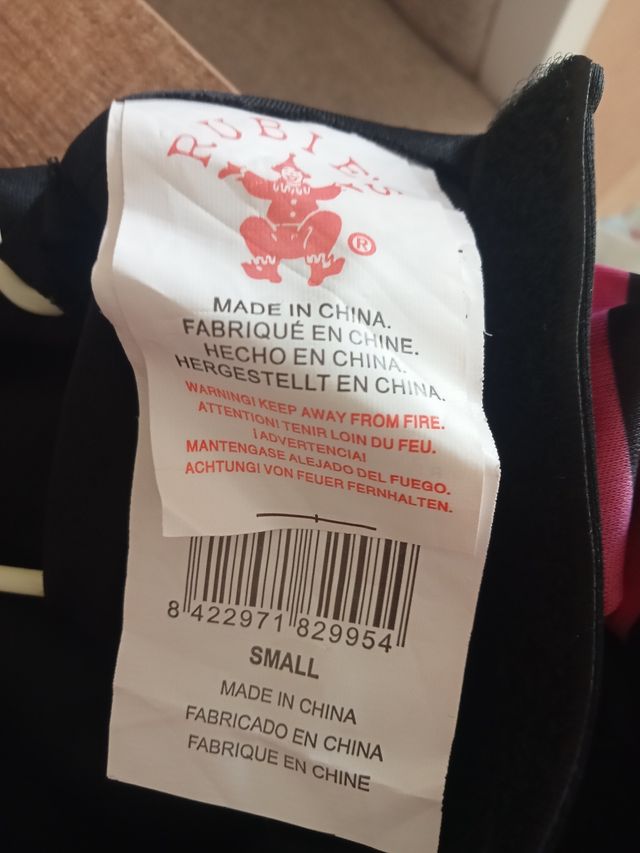 RUBIE'S
®
MADE IN CHINA.
FABRIQUÉ EN CHINE.
HECHO EN CHINA.
HERGESTELLT EN CHINA.
WARNING! KEEP AWAY FROM FIRE.
ATTENTION! TENIR LOIN DU FEU.
¡ADVERTENCIA!
MANTENGASE ALEJADO DEL FUEGO.
ACHTUNG! VON FEUER FERNHALTEN.
8 422971 829954
SMALL
MADE IN CHINA
FABRICADO EN CHINA
FABRIQUE EN CHINE